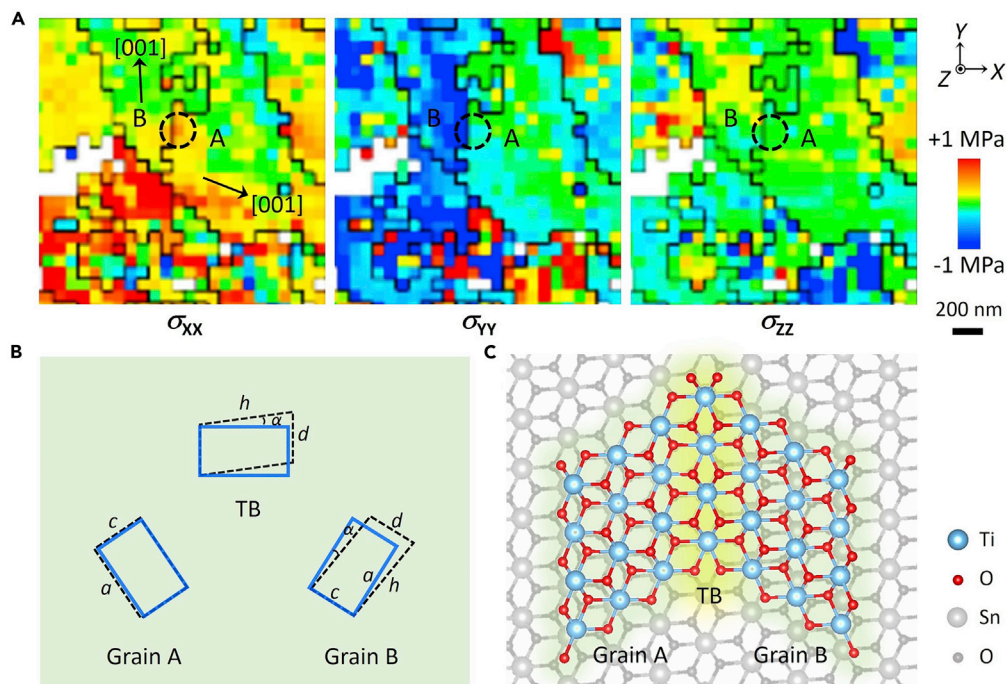 A
[001]
B
A
[001]
B
A
B
A
Y
Z
X
+1 MPa
-1 MPa
200 nm
σXX
σYY
σZZ
B
h
α
d
TB
c
a
Grain A
α
d
a
h
c
Grain B
C
TB
Grain A
Grain B
Ti
O
Sn
O